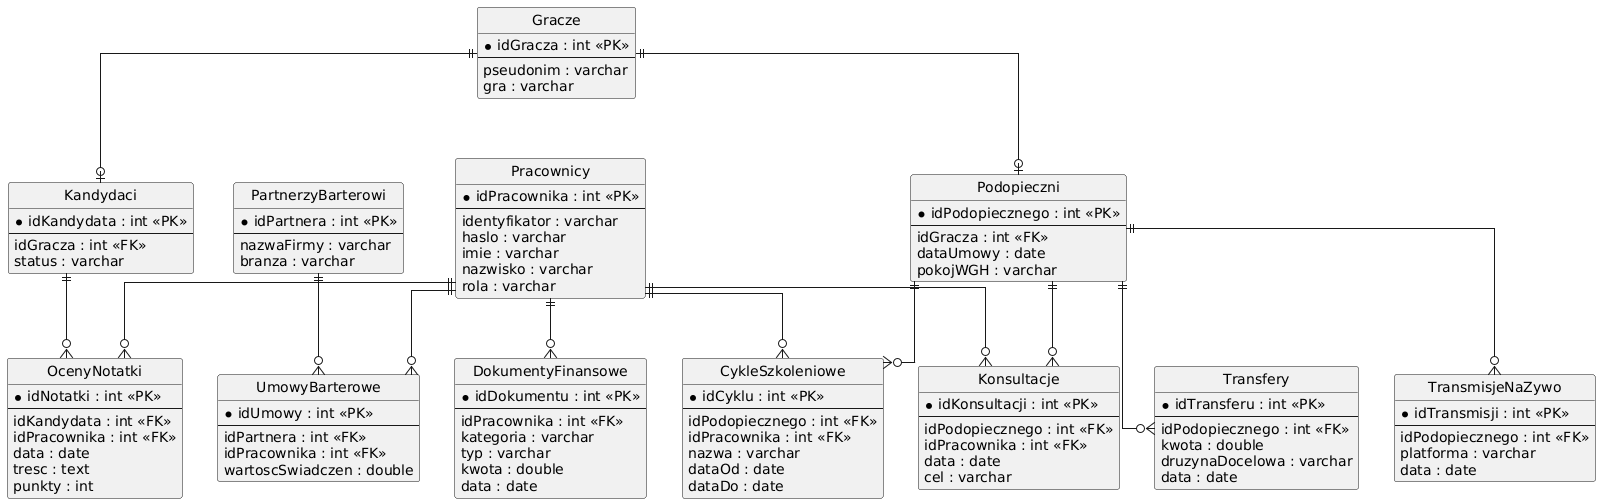 Gracze
idGracza : int «PK»
pseudonim : varchar
gra : varchar
Kandydaci
idKandydata : int «PK»
idGracza : int «FK»
status : varchar
PartnerzyBarterowi
idPartnera : int «PK»
nazwaFirmy : varchar
branza : varchar
Pracownicy
idPracownika : int «PK»
identyfikator : varchar
haslo : varchar
imie : varchar
nazwisko : varchar
rola : varchar
Podopieczni
idPodopiecznego : int «PK»
idGracza : int «FK»
dataUmowy : date
pokojWGH : varchar
OcenyNotatki
idNotatki : int «PK»
idKandydata : int «FK»
idPracownika : int «FK»
data : date
tresc : text
punkty : int
UmowyBarterowe
idUmowy : int «PK»
idPartnera : int «FK»
idPracownika : int «FK»
wartoscSwiadczen : double
DokumentyFinansowe
idDokumentu : int «PK»
idPracownika : int «FK»
kategoria : varchar
typ : varchar
kwota : double
data : date
CykleSzkoleniowe
idCyklu : int «PK»
idPodopiecznego : int «FK»
idPracownika : int «FK»
nazwa : varchar
dataOd : date
dataDo : date
Konsultacje
idKonsultacji : int «PK»
idPodopiecznego : int «FK»
idPracownika : int «FK»
data : date
cel : varchar
Transfery
idTransferu : int «PK»
idPodopiecznego : int «FK»
kwota : double
druzynaDocelowa : varchar
data : date
TransmisjeNaZywo
idTransmisji : int «PK»
idPodopiecznego : int «FK»
platforma : varchar
data : date